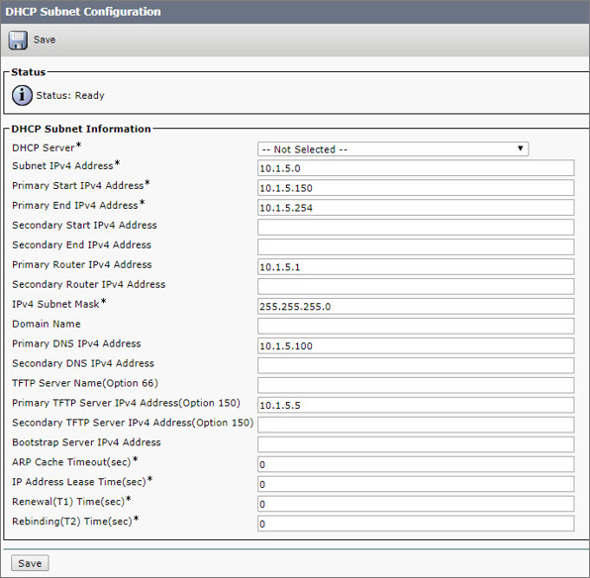 DHCP Subnet Configuration
Save
Status
Status: Ready
DHCP Subnet Information
DHCP Server* -- Not Selected --
Subnet IPv4 Address* 10.1.5.0
Primary Start IPv4 Address* 10.1.5.150
Primary End IPv4 Address* 10.1.5.254
Secondary Start IPv4 Address
Secondary End IPv4 Address
Primary Router IPv4 Address 10.1.5.1
Secondary Router IPv4 Address
IPv4 Subnet Mask* 255.255.255.0
Domain Name
Primary DNS IPv4 Address 10.1.5.100
Secondary DNS IPv4 Address
TFTP Server Name(Option 66)
Primary TFTP Server IPv4 Address(Option 150) 10.1.5.5
Secondary TFTP Server IPv4 Address(Option 150)
Bootstrap Server IPv4 Address
ARP Cache Timeout(sec)* 0
IP Address Lease Time(sec)* 0
Renewal(T1) Time(sec)* 0
Rebinding(T2) Time(sec)* 0
Save